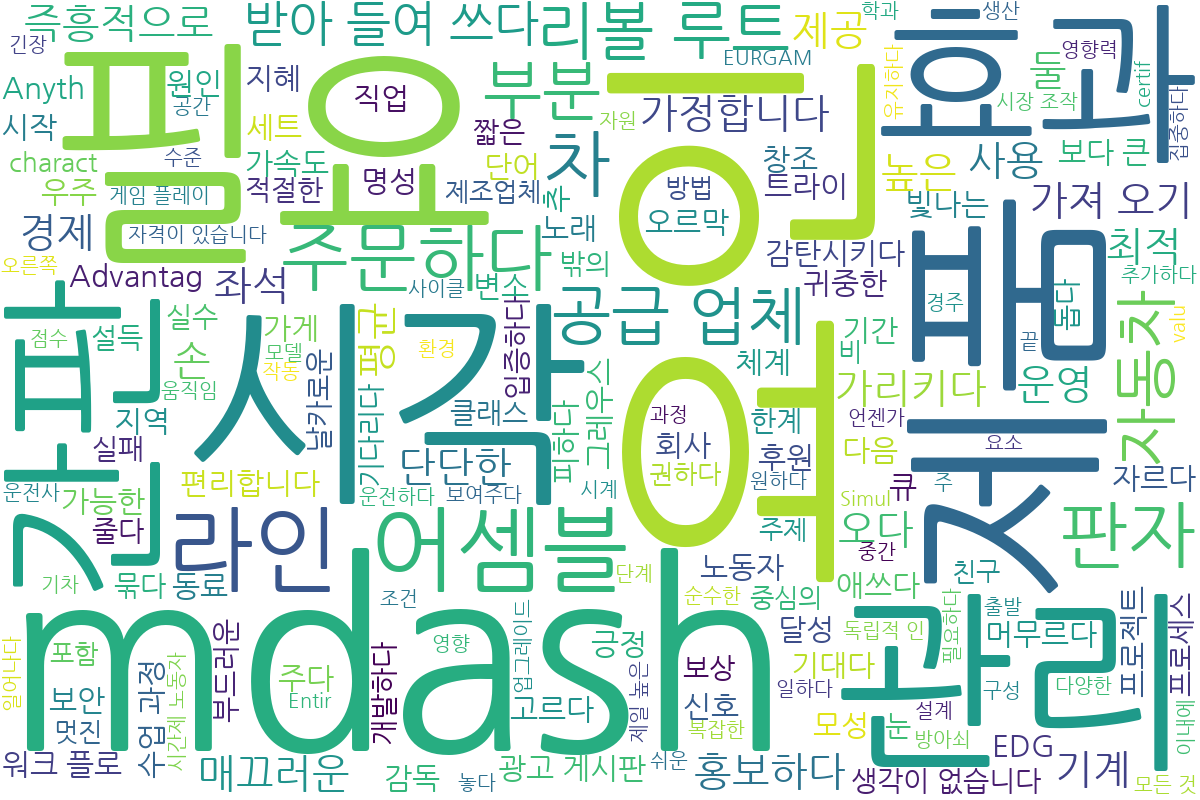 즉흥적으로
받아 들여 쓰다
리볼 루트
제공
학과
생산
긴장
필요
효과
영향력
Anyth
원인
지혜
직업
부분
EURGAM
유지하다
둘듬
certif
시작
공간
세트
짧은
차
자원
가정합니다
시장 조작
집중하다
charact
수준
가속도
명성
단어
창조
높은
사용
보다 큰
우주
게임 플레이
적절한
제조업체
축
방법
트라이
빛나는
가져 오기
경제
자격이 있습니다
주문하다
노래
오르막
감탄시키다
최적
오른쪽
Advantag
좌석
사이클
변소
밖의
귀중한
추가하다
간판
점수
설득
실수
가게
시각
평균
공급 업체
기간
경주
돕다
자동차
valu
손
모델
환경
입증하다
비
끝
제품
움직임
작동
날카로운
체계
가리키다
운영
지역
기다리다
클래스
피하다
그레우스
과정
한계
언젠가
실패
단단한
회사
후원
다음
요소
운전사
가능한
편리합니다
운전하다
보여주다
시계
권하다
원하다
Simul
큐
주
자르다
줄다
라인
어셈블
여
주제
오다
판자
기차
묶다
동료
단계
노동자
중간
애쓰다
친구
mdash
조건
순수한
중심의
출발
관리
일어나다
포함
영향
긍정
달성
독립적 인
필요하다
머무르다
프로젝트
프로세스
주다
부드러운
업그레이드
보상
기대다
다양한
보안
수업 과정
시간제 노동자
Entir
개발하다
고르다
제일 높은
신호
일하다
구성
이내에
멋진
복잡한
모성
눈
설계
방아쇠
워크 플로
매끄러운
감독
놓다
광고 게시판
쉬운
홍보하다
생각이 없습니다
EDG
기계
모든 것